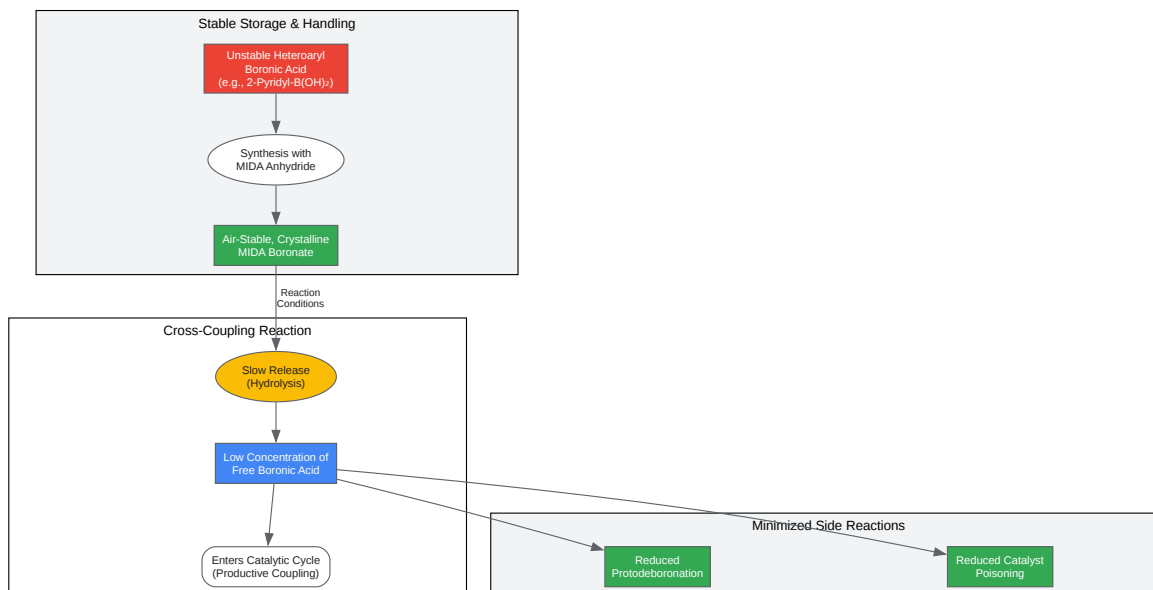 Stable Storage & Handling
Unstable Heteroaryl
Boronic Acid
(e.g., 2-Pyridyl-B(OH)₂)
Synthesis with
MIDA Anhydride
Air-Stable, Crystalline
MIDA Boronate
Reaction
Conditions
Cross-Coupling Reaction
Slow Release
(Hydrolysis)
Low Concentration of
Free Boronic Acid
Enters Catalytic Cycle
(Productive Coupling)
Minimized Side Reactions
Reduced
Protodeboronation
Reduced Catalyst
Poisoning